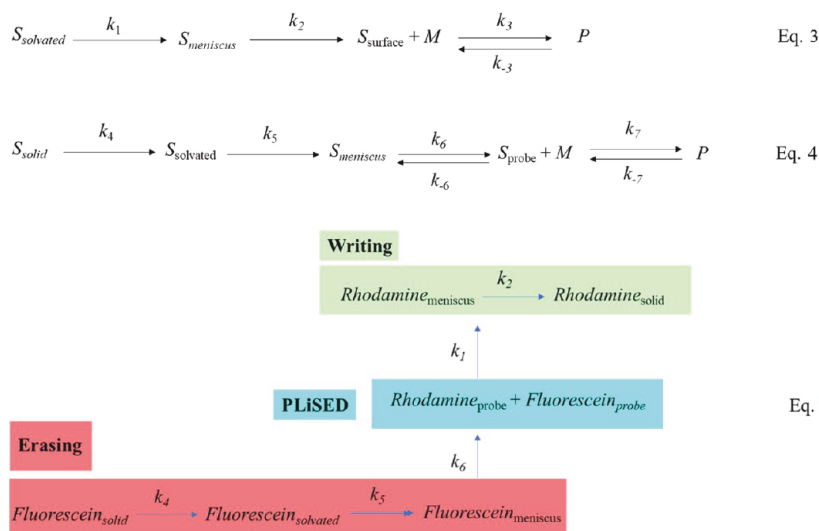 S_solvated k_1 S_meniscus k_2 S_surface + M k_3 k_-3 P Eq. 3
S_solid k_4 S_solvated k_5 S_meniscus k_6 k_-6 S_probe + M k_7 k_-7 P Eq. 4
Writing
Rhodamine_meniscus k_2 Rhodamine_solid
k_1
PLiSED Rhodamine_probe + Fluorescein_probe Eq.
Erasing
k_6
Fluorescein_solid k_4 Fluorescein_solvated k_5 Fluorescein_meniscus